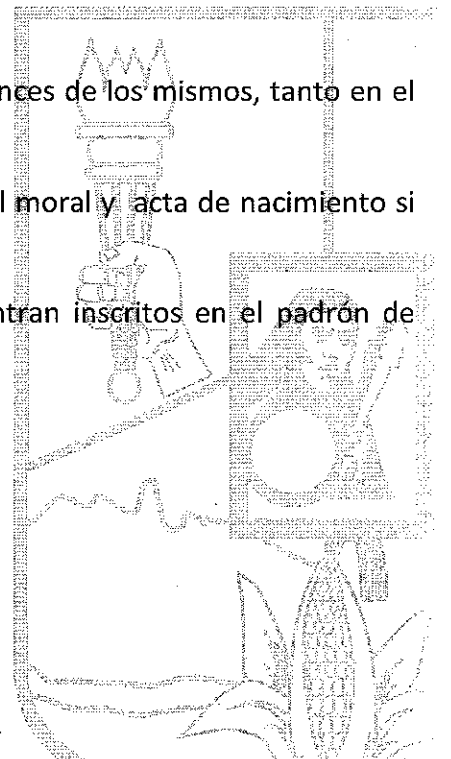 nces de los mismos, tanto en el
l moral y acta de nacimiento si
ntran inscritos en el padrón de